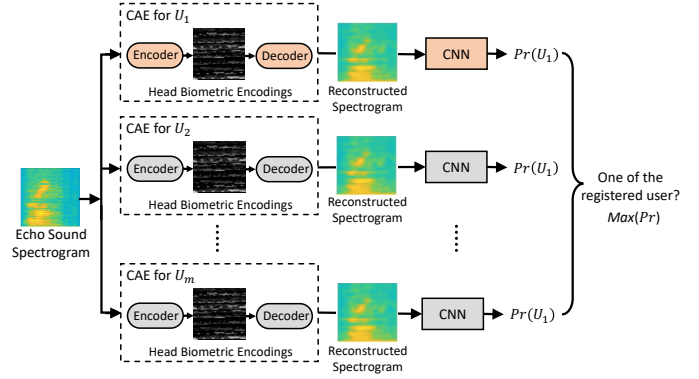 CAE for U₁
Encoder
Decoder
Head Biometric Encodings
Reconstructed
Spectrogram
CNN
Pr(U₁)
CAE for U₂
Encoder
Decoder
Head Biometric Encodings
Reconstructed
Spectrogram
CNN
Pr(U₁)
Echo Sound
Spectrogram
One of the
registered user?
Max(Pr)
CAE for Uₘ
Encoder
Decoder
Head Biometric Encodings
Reconstructed
Spectrogram
CNN
Pr(U₁)